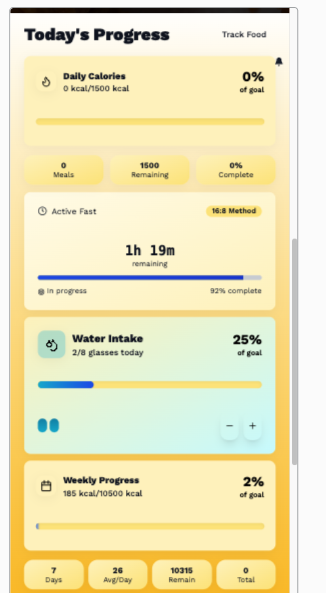 Today's Progress
Track Food
Daily Calories
0 kcal/1500 kcal
0%
of goal
0
Meals
1500
Remaining
0%
Complete
Active Fast
16:8 Method
1h 19m
remaining
In progress
92% complete
Water Intake
2/8 glasses today
25%
of goal
− +
Weekly Progress
185 kcal/10500 kcal
2%
of goal
7
Days
26
Avg/Day
10315
Remain
0
Total